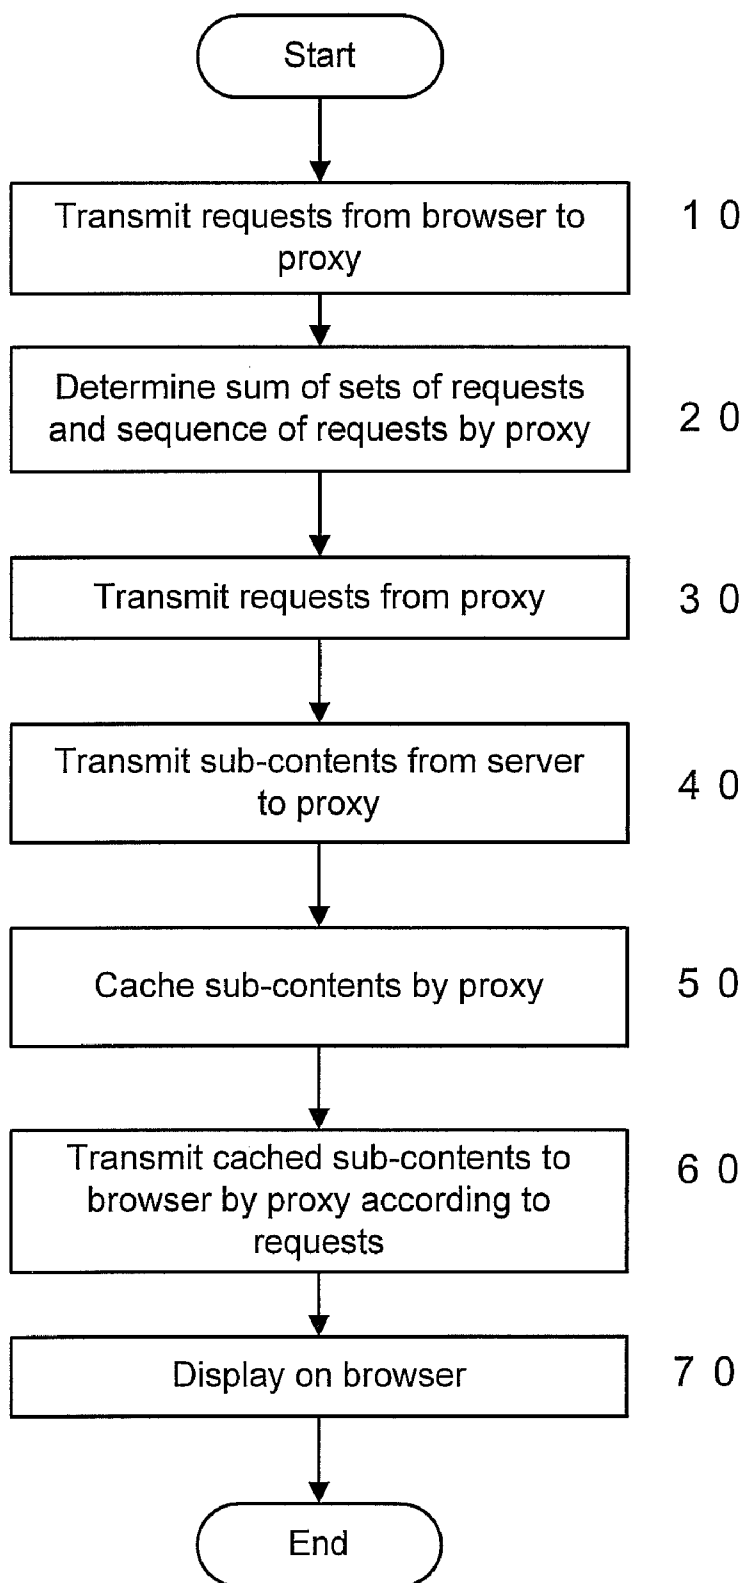 Start
Transmit requests from browser to
proxy
1 0
Determine sum of sets of requests
and sequence of requests by proxy
2 0
Transmit requests from proxy
3 0
Transmit sub-contents from server
to proxy
4 0
Cache sub-contents by proxy
5 0
Transmit cached sub-contents to
browser by proxy according to
requests
6 0
Display on browser
7 0
End